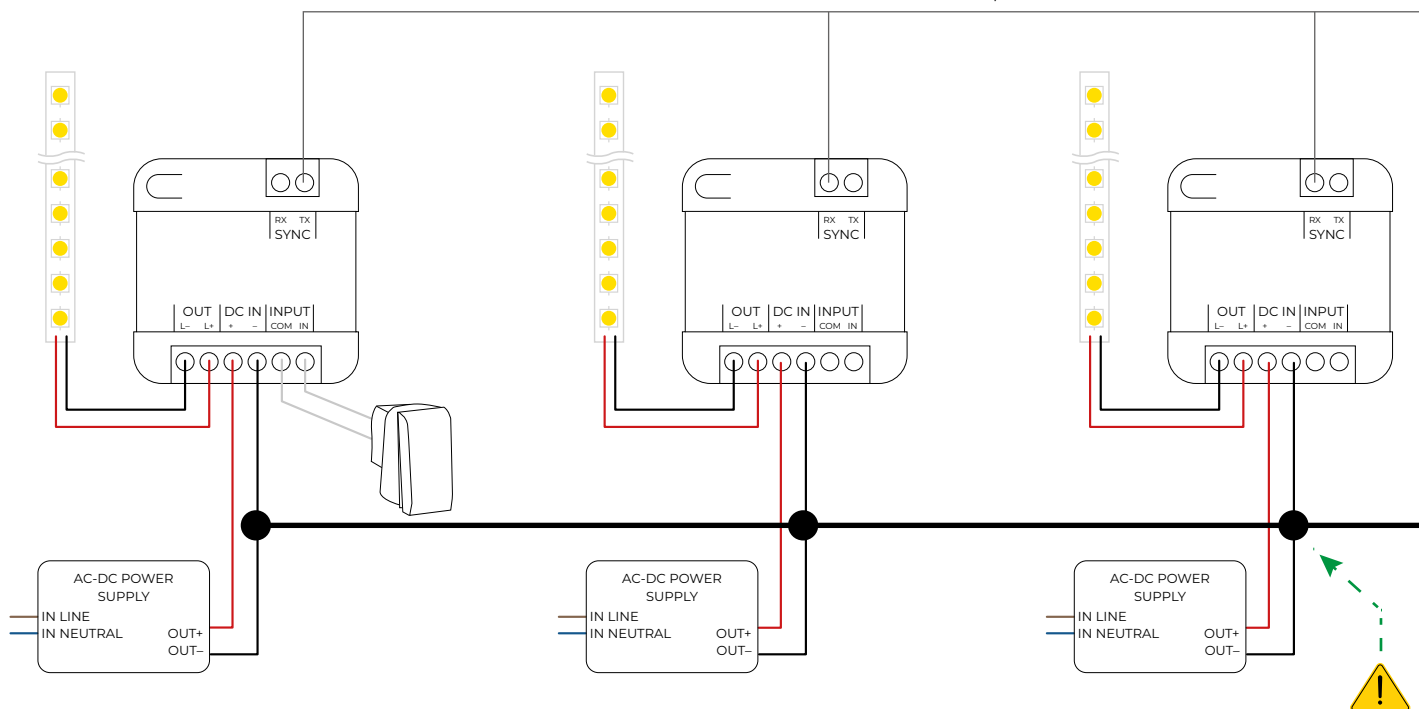 RX TX
SYNC
OUT DC IN INPUT
L– L+ + – COM IN
RX TX
SYNC
OUT DC IN INPUT
L– L+ + – COM IN
RX TX
SYNC
OUT DC IN INPUT
L– L+ + – COM IN
AC-DC POWER
SUPPLY
IN LINE
IN NEUTRAL OUT+
OUT–
AC-DC POWER
SUPPLY
IN LINE
IN NEUTRAL OUT+
OUT–
AC-DC POWER
SUPPLY
IN LINE
IN NEUTRAL OUT+
OUT–
!